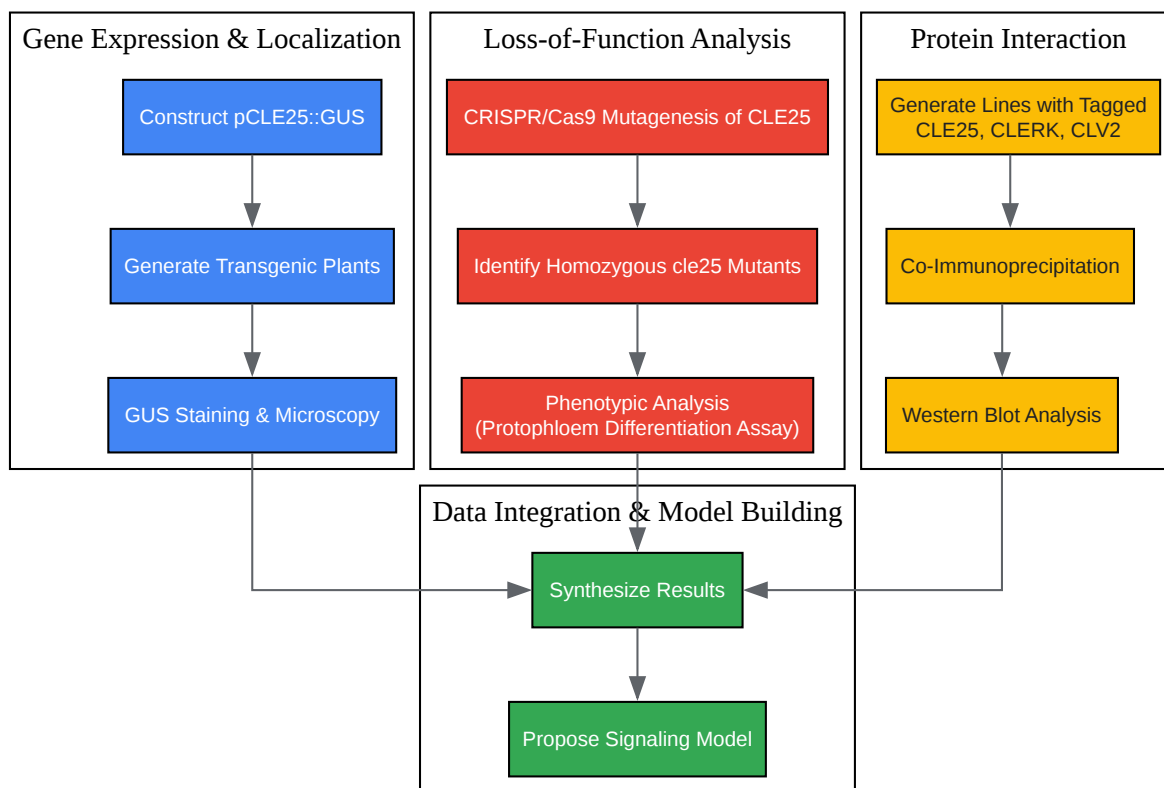 Gene Expression & Localization
Construct pCLE25::GUS
Generate Transgenic Plants
GUS Staining & Microscopy
Loss-of-Function Analysis
CRISPR/Cas9 Mutagenesis of CLE25
Identify Homozygous cle25 Mutants
Phenotypic Analysis
(Protophloem Differentiation Assay)
Protein Interaction
Generate Lines with Tagged
CLE25, CLERK, CLV2
Co-Immunoprecipitation
Western Blot Analysis
Data Integration & Model Building
Synthesize Results
Propose Signaling Model